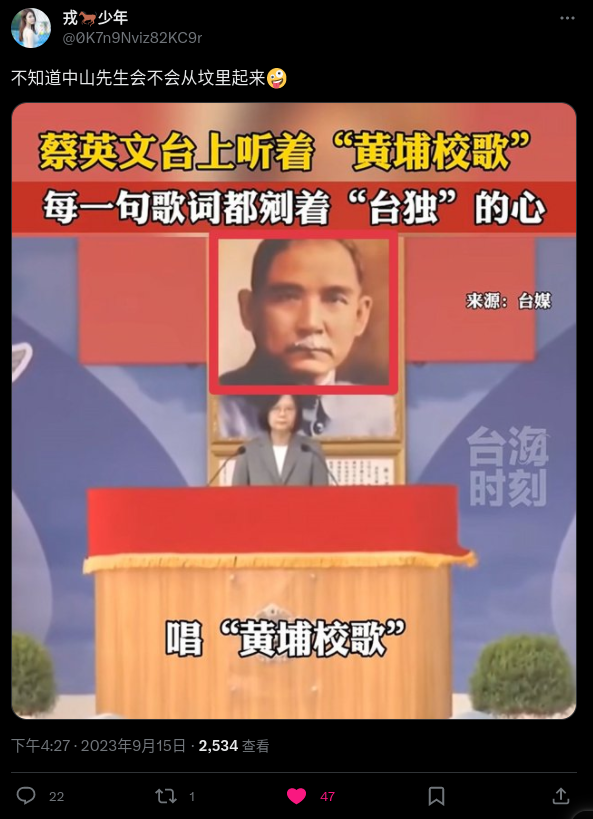 戎🐎少年
@0K7n9Nviz82KC9r
不知道中山先生会不会从坟里起来🤪
蔡英文台上听着“黄埔校歌”
每一句歌词都剜着“台独”的心
来源：台媒
台海
时刻
唱“黄埔校歌”
下午4:27 · 2023年9月15日 · 2,534 查看
22
1
47